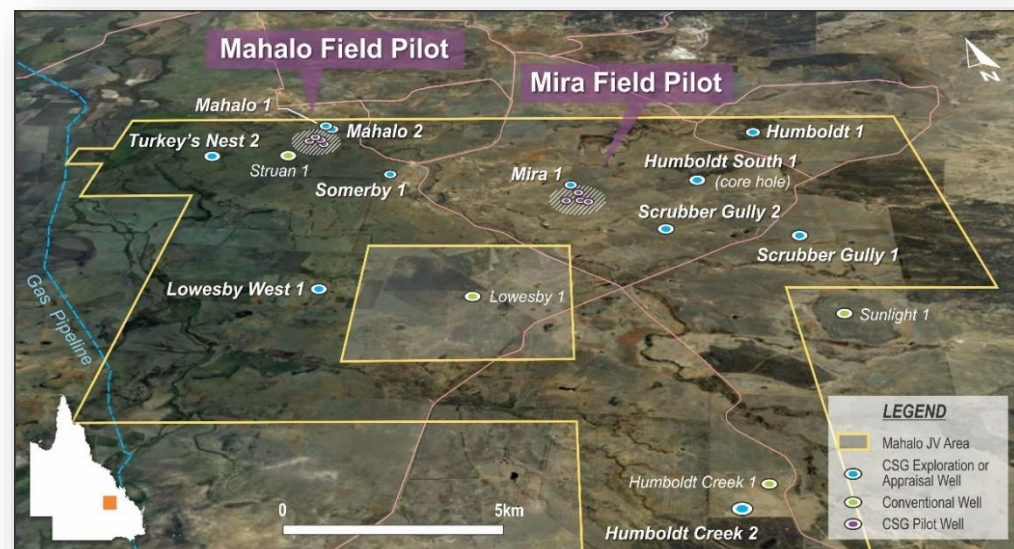 Mahalo Field Pilot
Mira Field Pilot
N
Mahalo 1
Mahalo 2
Humboldt 1
Turkey's Nest 2
Struan 1
Somerby 1
Mira 1
Humboldt South 1
(core hole)
Scrubber Gully 2
Scrubber Gully 1
Lowesby West 1
Lowesby 1
Sunlight 1
Gas Pipeline
LEGEND
Mahalo JV Area
CSG Exploration or
Appraisal Well
Conventional Well
CSG Pilot Well
Humboldt Creek 1
Humboldt Creek 2
0
5km